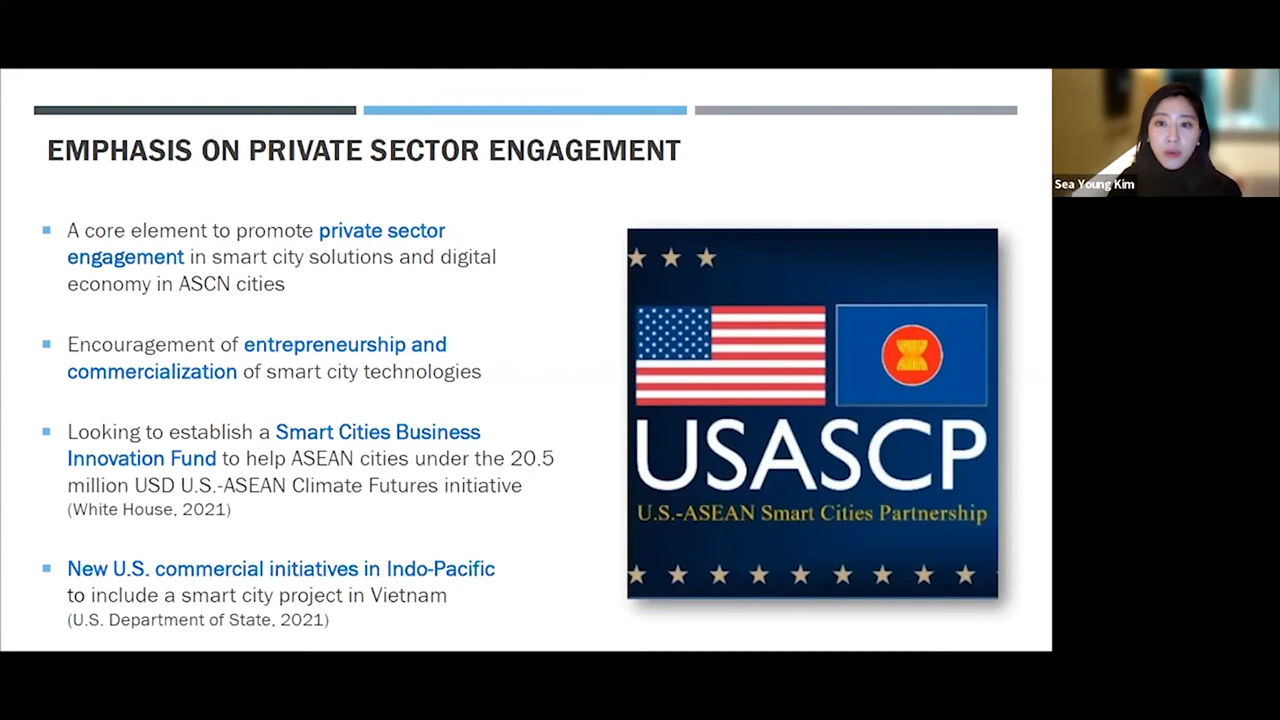 EMPHASIS ON PRIVATE SECTOR ENGAGEMENT
A core element to promote private sector
engagement in smart city solutions and digital
economy in ASCN cities
Encouragement of entrepreneurship and
commercialization of smart city technologies
Looking to establish a Smart Cities Business
Innovation Fund to help ASEAN cities under the 20.5
million USD U.S.-ASEAN Climate Futures initiative
(White House, 2021)
New U.S. commercial initiatives in Indo-Pacific
to include a smart city project in Vietnam
(U.S. Department of State, 2021)
USASCP
U.S.-ASEAN Smart Cities Partnership
Sea Young Kim